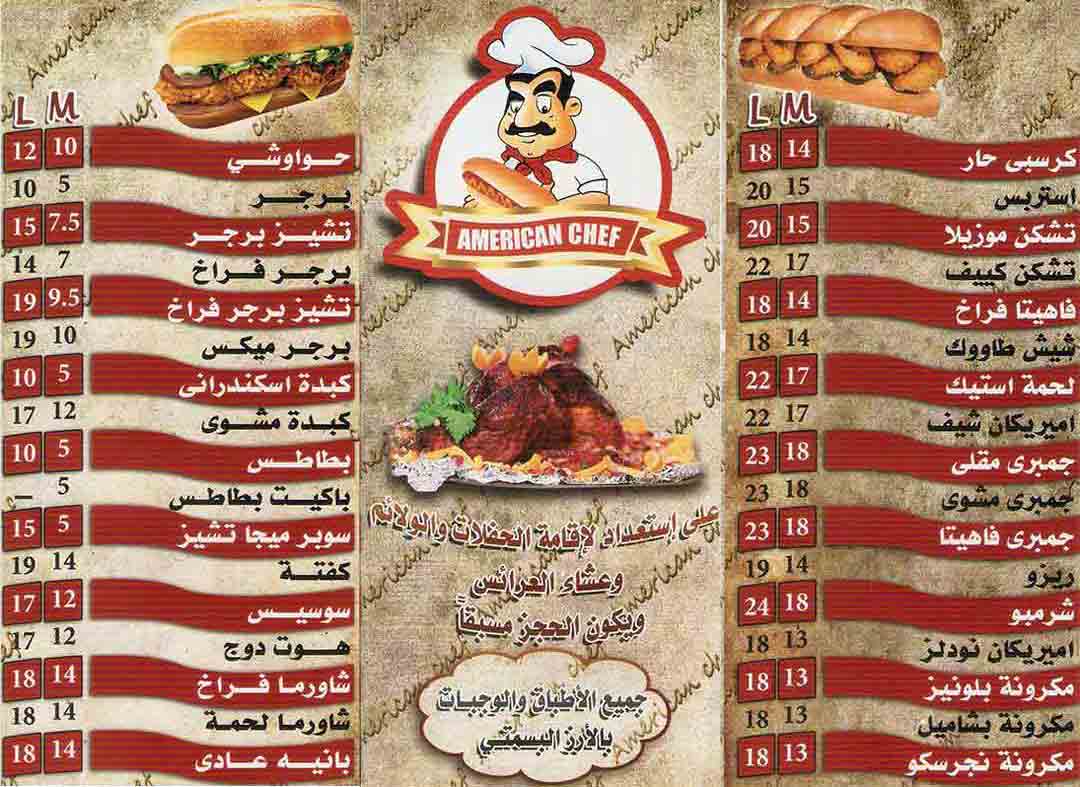 L M
حواوشي 10 12
برجر 5 10
تشيز برجر 7.5 15
برجر فراخ 7 14
تشيز برجر فراخ 9.5 19
برجر ميكس 10 19
كبدة اسكندرانى 5 10
كبدة مشوى 12 17
بطاطس 5 10
باكيت بطاطس 5 —
سوبر ميجا تشيز 5 15
كفتة 14 19
سوسيس 12 17
هوت دوج 12 17
شاورما فراخ 14 18
شاورما لحمة 14 18
بانيه عادى 14 18
AMERICAN CHEF
على إستعداد لإقامة الحفلات والولائم
وعشاء العرائس
ويكون الحجز مسبقاً
جميع الأطباق والوجبات
بالأرز البسمتي
L M
كرسبى حار 14 18
استربس 15 20
تشكن موزيلا 15 20
تشكن كييف 17 22
فاهيتا فراخ 14 18
شيش طاووك 14 18
لحمة استيك 17 22
اميريكان شيف 17 22
جمبرى مقلى 18 23
جمبرى مشوى 18 23
جمبرى فاهيتا 18 23
ريزو 14 19
شرمبو 18 24
اميريكان نودلز 13 18
مكرونة بلونيز 13 18
مكرونة بشاميل 13 18
مكرونة نجرسكو 13 18
American chef